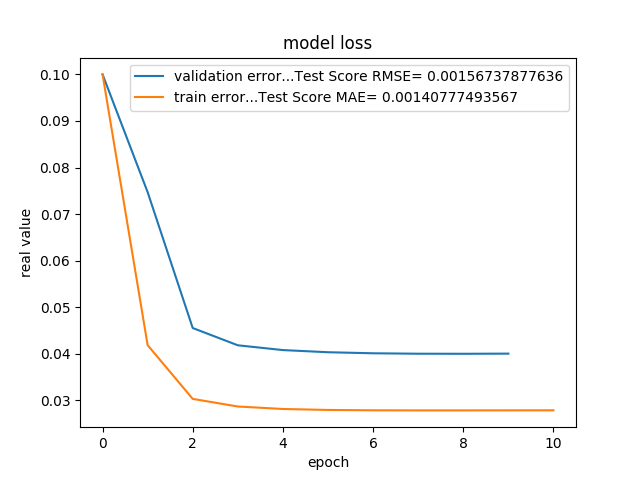 model loss
validation error...Test Score RMSE= 0.00156737877636
train error...Test Score MAE= 0.00140777493567
0.10
0.09
0.08
0.07
0.06
0.05
0.04
0.03
real value
0 2 4 6 8 10
epoch